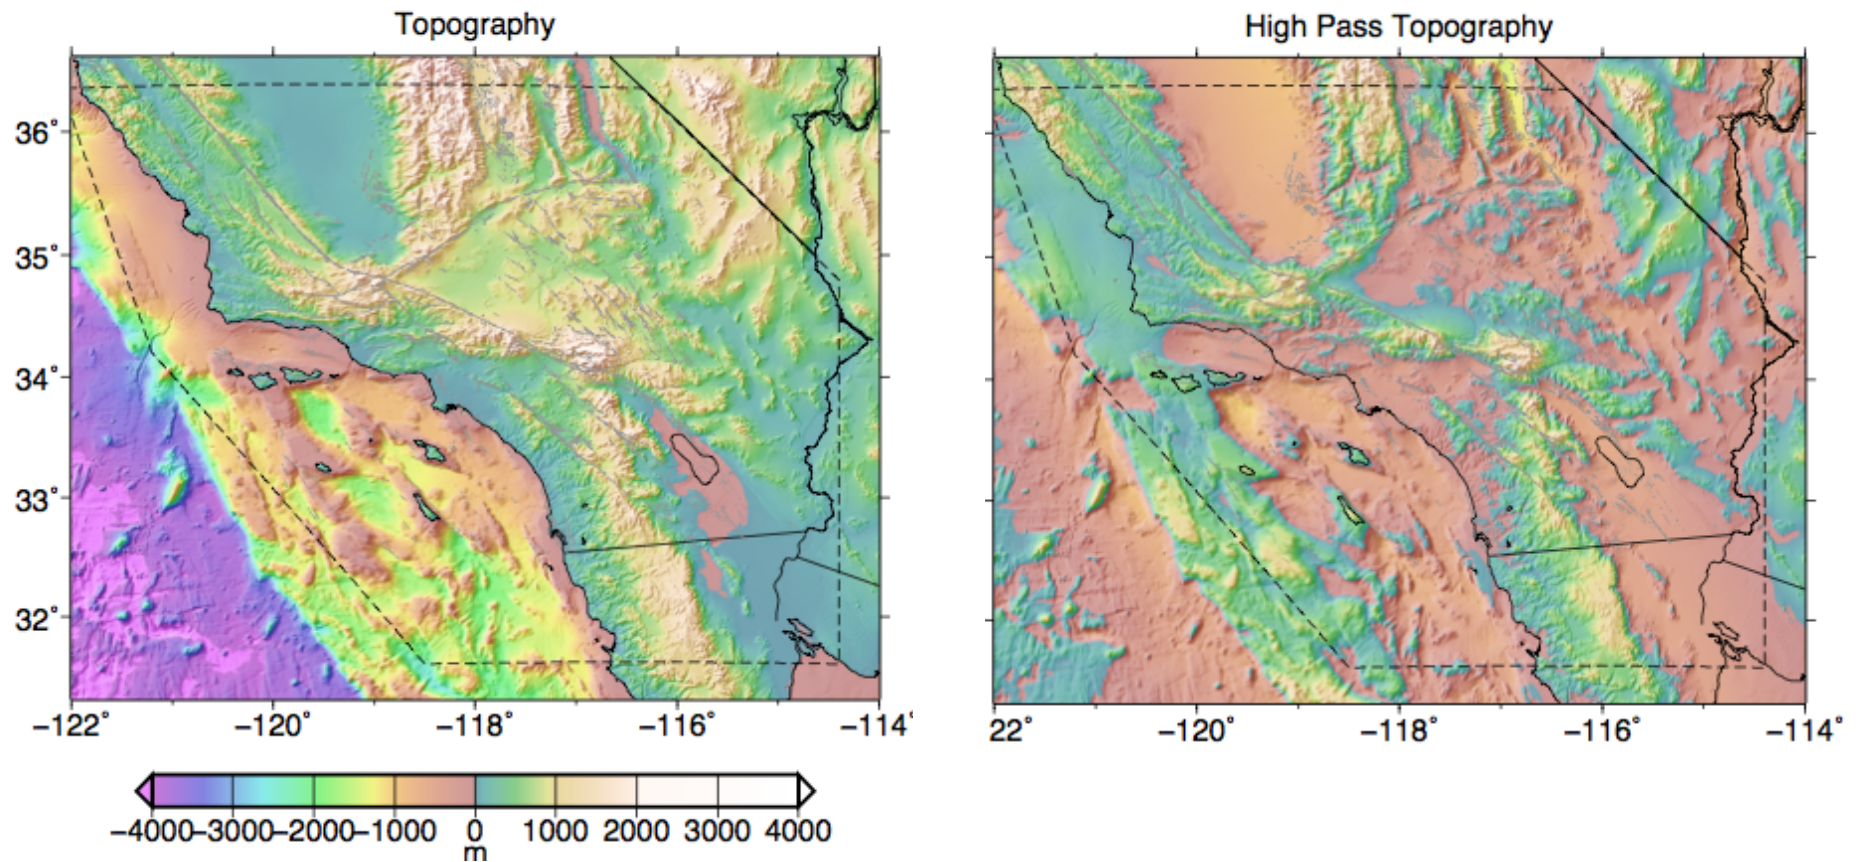 Topography
High Pass Topography
36°
35°
34°
33°
32°
−122° −120° −118° −116° −114°
22° −120° −118° −116° −114°
−4000 −3000 −2000 −1000 0 1000 2000 3000 4000
m